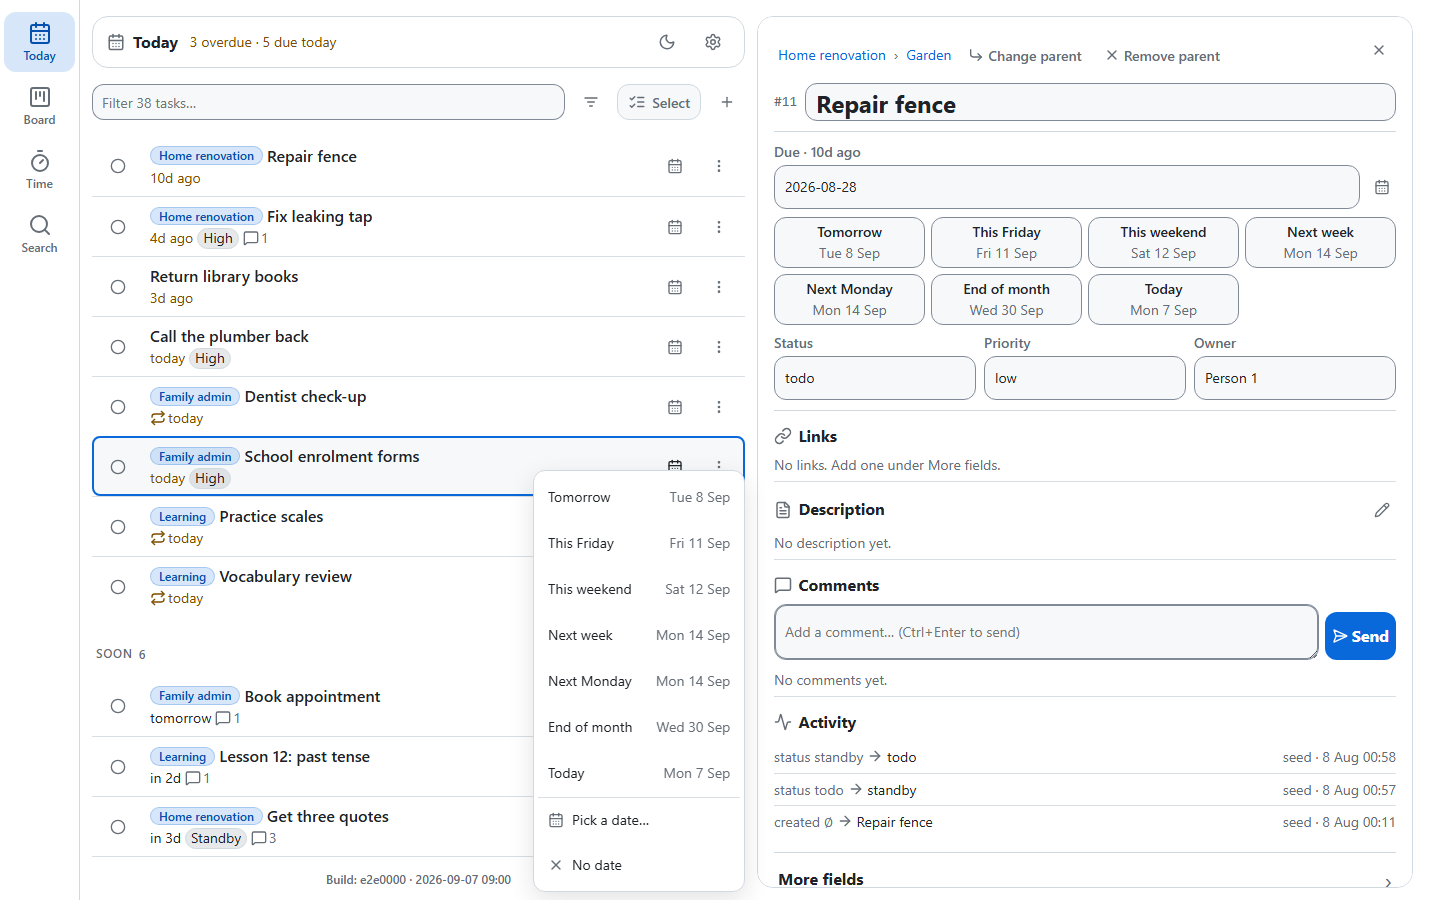 Today
Board
Time
Search
Today 3 overdue · 5 due today
Filter 38 tasks...
Select
Home renovation Repair fence
10d ago
Home renovation Fix leaking tap
4d ago High 1
Return library books
3d ago
Call the plumber back
today High
Family admin Dentist check-up
today
Family admin School enrolment forms
today High
Learning Practice scales
today
Learning Vocabulary review
today
SOON 6
Family admin Book appointment
tomorrow 1
Learning Lesson 12: past tense
in 2d 1
Home renovation Get three quotes
in 3d Standby 3
Build: e2e0000 · 2026-09-07 09:00
Tomorrow Tue 8 Sep
This Friday Fri 11 Sep
This weekend Sat 12 Sep
Next week Mon 14 Sep
Next Monday Mon 14 Sep
End of month Wed 30 Sep
Today Mon 7 Sep
Pick a date...
No date
Home renovation › Garden Change parent Remove parent
#11 Repair fence
Due · 10d ago
2026-08-28
Tomorrow This Friday This weekend Next week
Tue 8 Sep Fri 11 Sep Sat 12 Sep Mon 14 Sep
Next Monday End of month Today
Mon 14 Sep Wed 30 Sep Mon 7 Sep
Status Priority Owner
todo low Person 1
Links
No links. Add one under More fields.
Description
No description yet.
Comments
Add a comment... (Ctrl+Enter to send)
Send
No comments yet.
Activity
status standby → todo seed · 8 Aug 00:58
status todo → standby seed · 8 Aug 00:57
created ∅ → Repair fence seed · 8 Aug 00:11
More fields